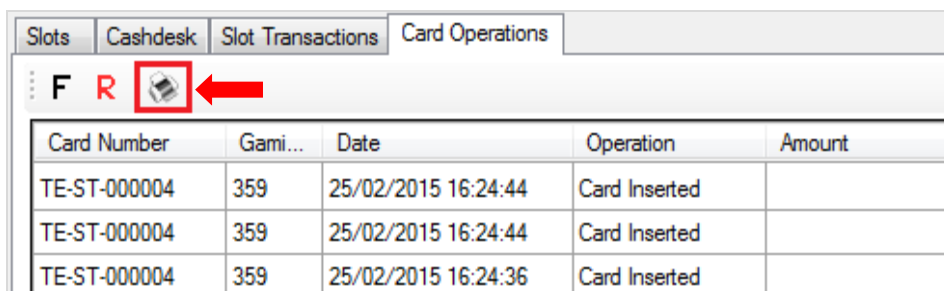 Slots Cashdesk Slot Transactions Card Operations
F R
Card Number Gami... Date Operation Amount
TE-ST-000004 359 25/02/2015 16:24:44 Card Inserted
TE-ST-000004 359 25/02/2015 16:24:44 Card Inserted
TE-ST-000004 359 25/02/2015 16:24:36 Card Inserted